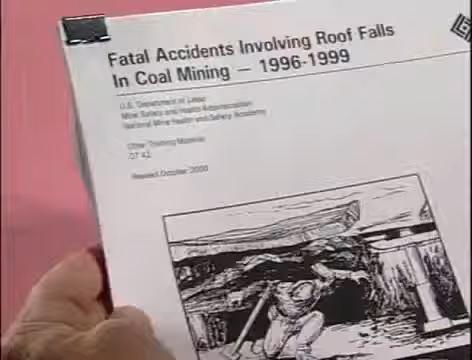 Fatal Accidents Involving Roof Falls
In Coal Mining — 1996-1999
U.S. Department of Labor
Mine Safety and Health Administration
National Mine Health and Safety Academy
Other Training Material
OT 42
Revised October 2000